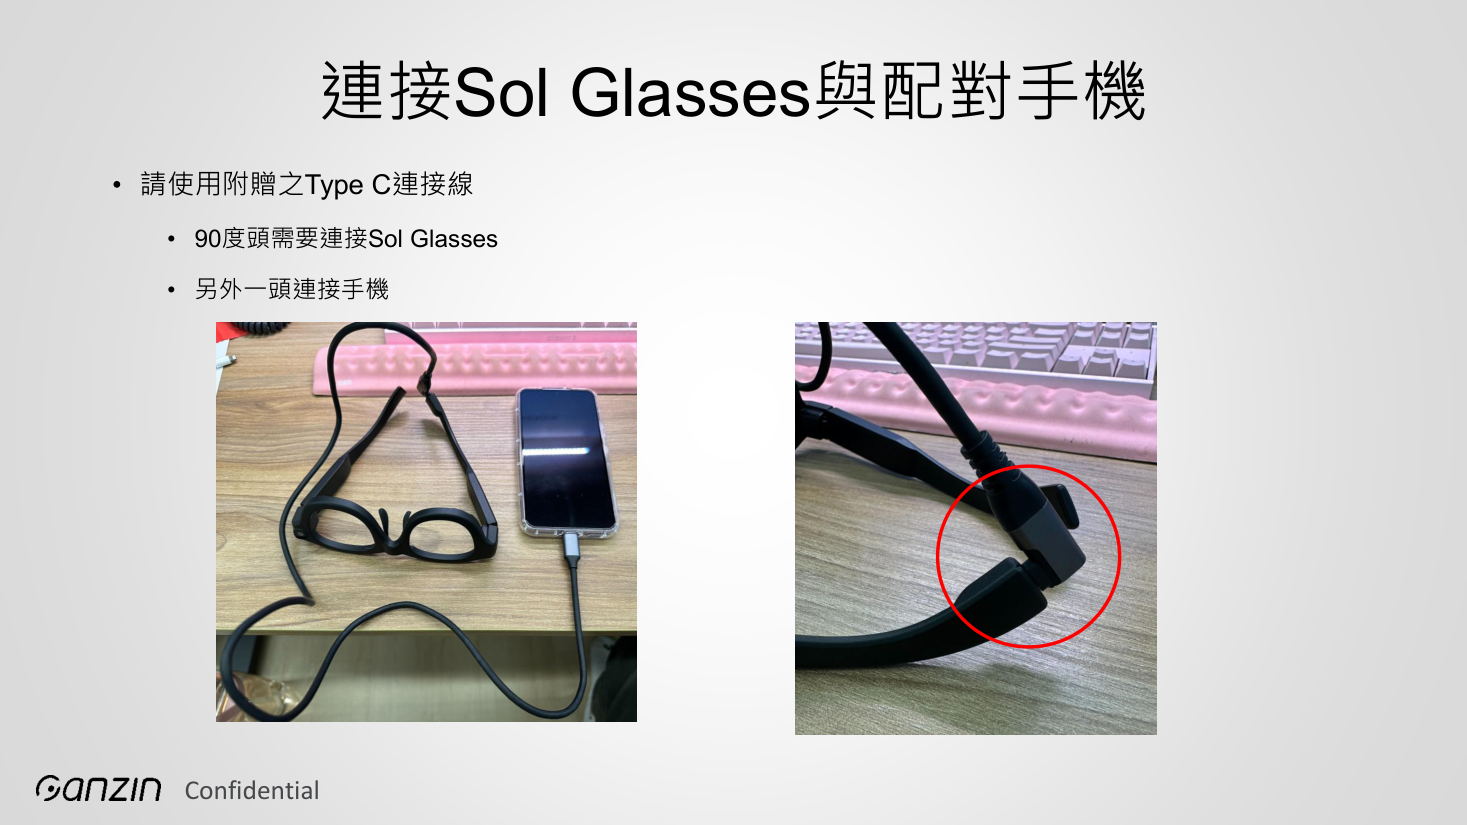 連接Sol Glasses與配對手機
• 請使用附贈之Type C連接線
• 90度頭需要連接Sol Glasses
• 另外一頭連接手機
Ganzin Confidential